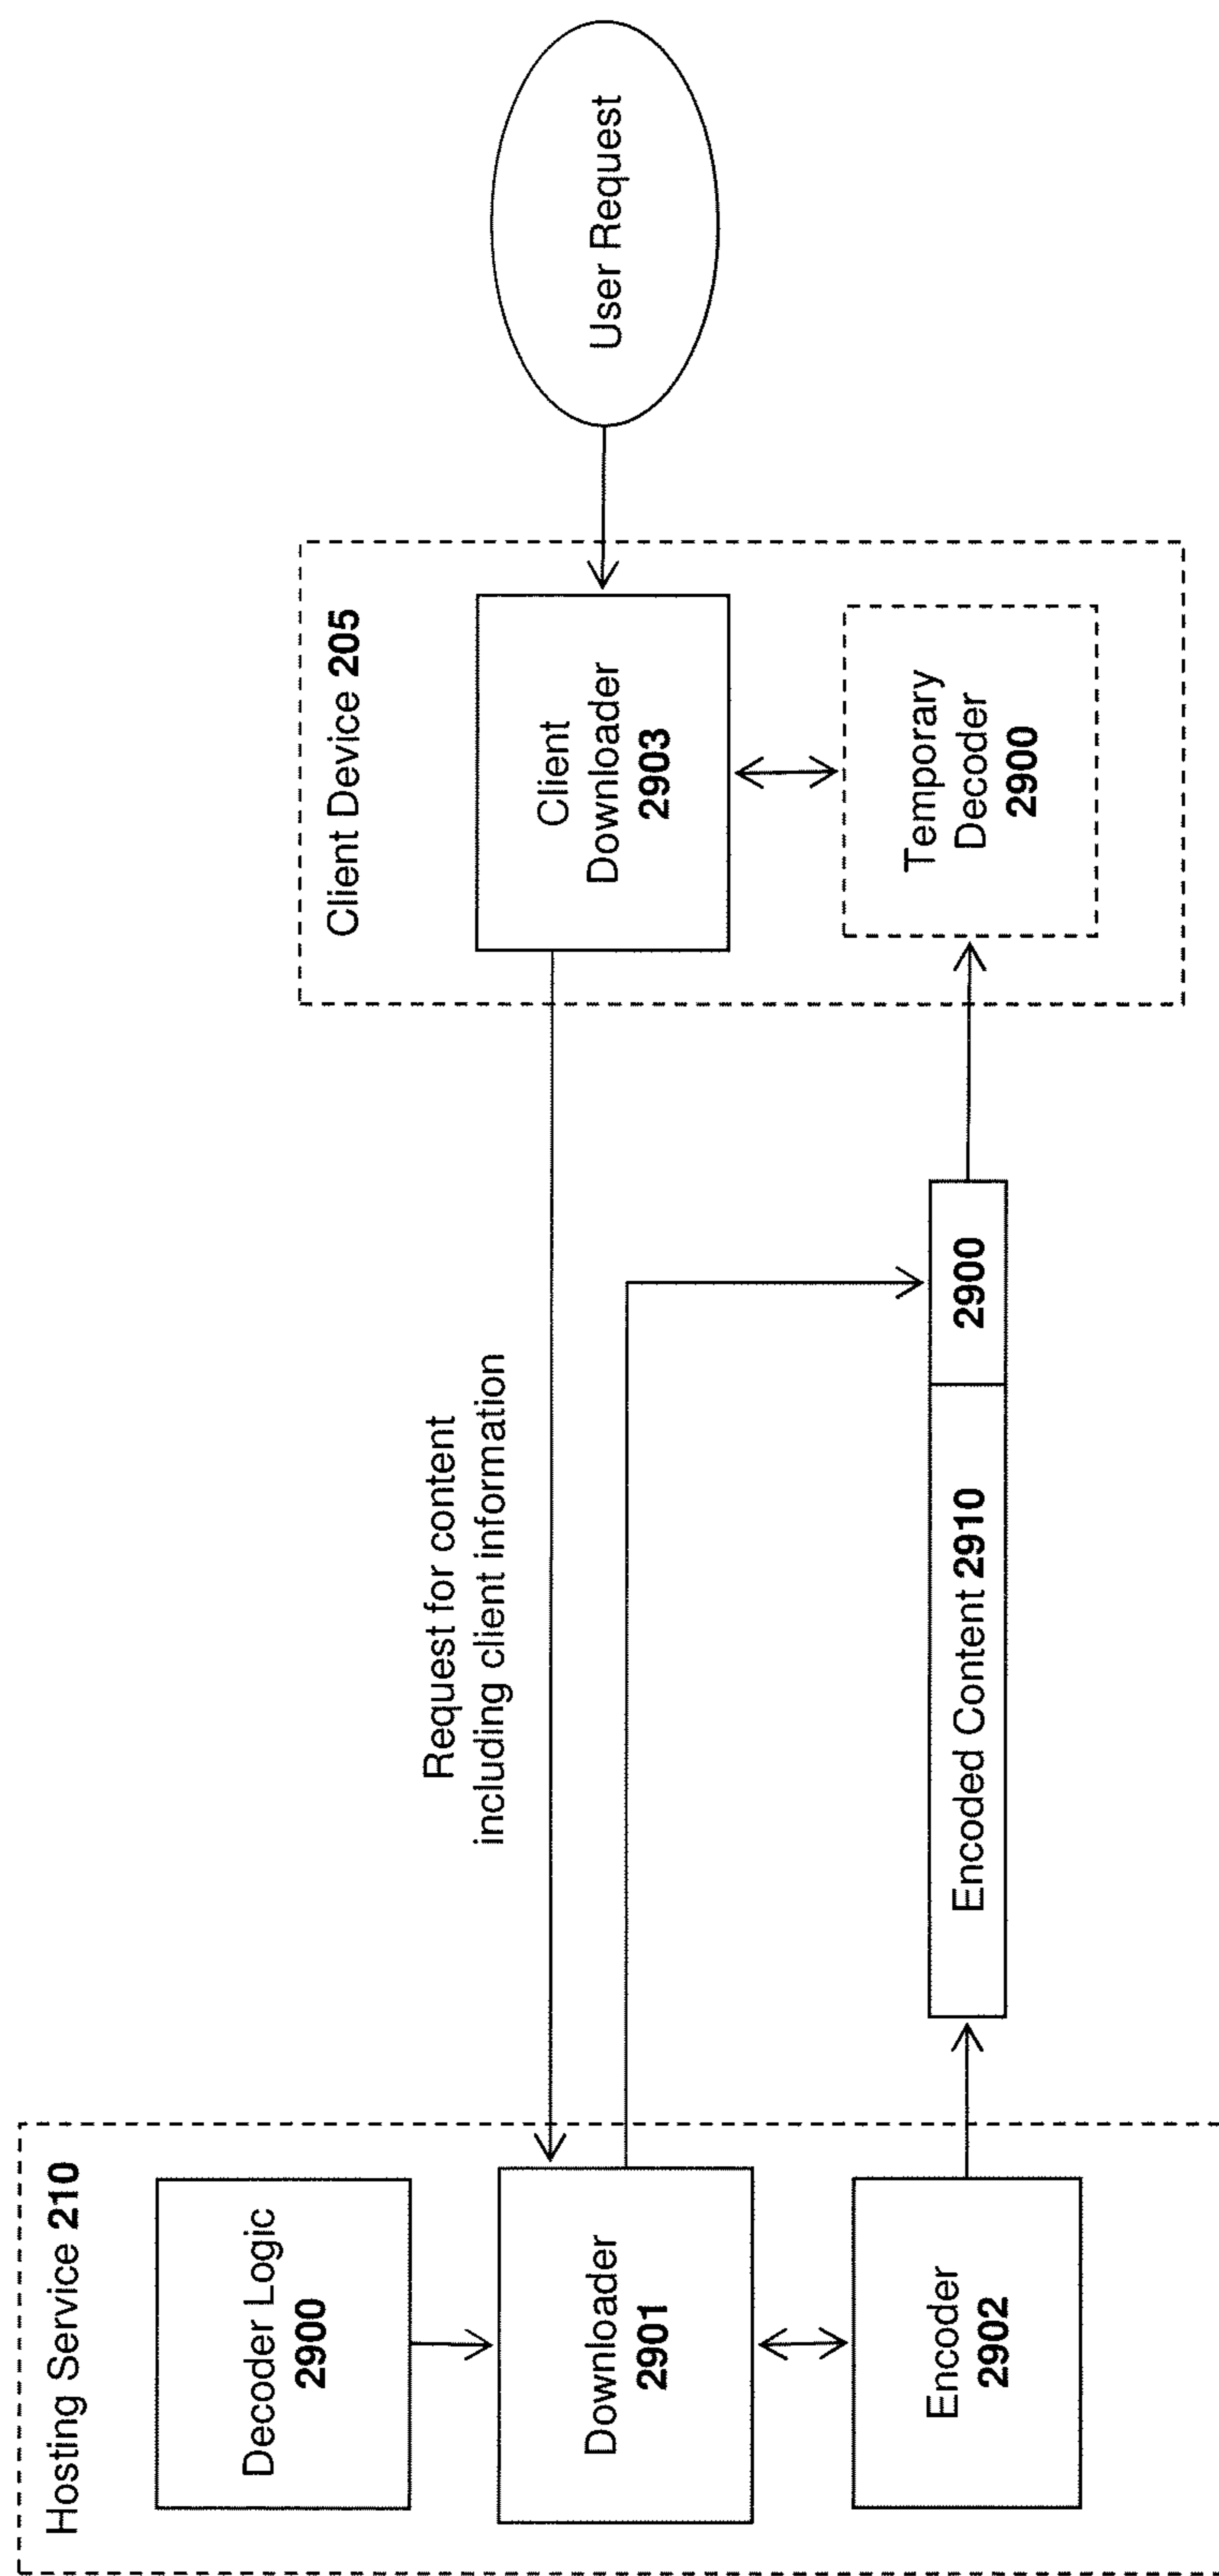 Hosting Service 210
Decoder Logic
2900
Downloader
2901
Encoder
2902
Request for content
including client information
Encoded Content 2910
2900
Client Device 205
Client
Downloader
2903
Temporary
Decoder
2900
User Request